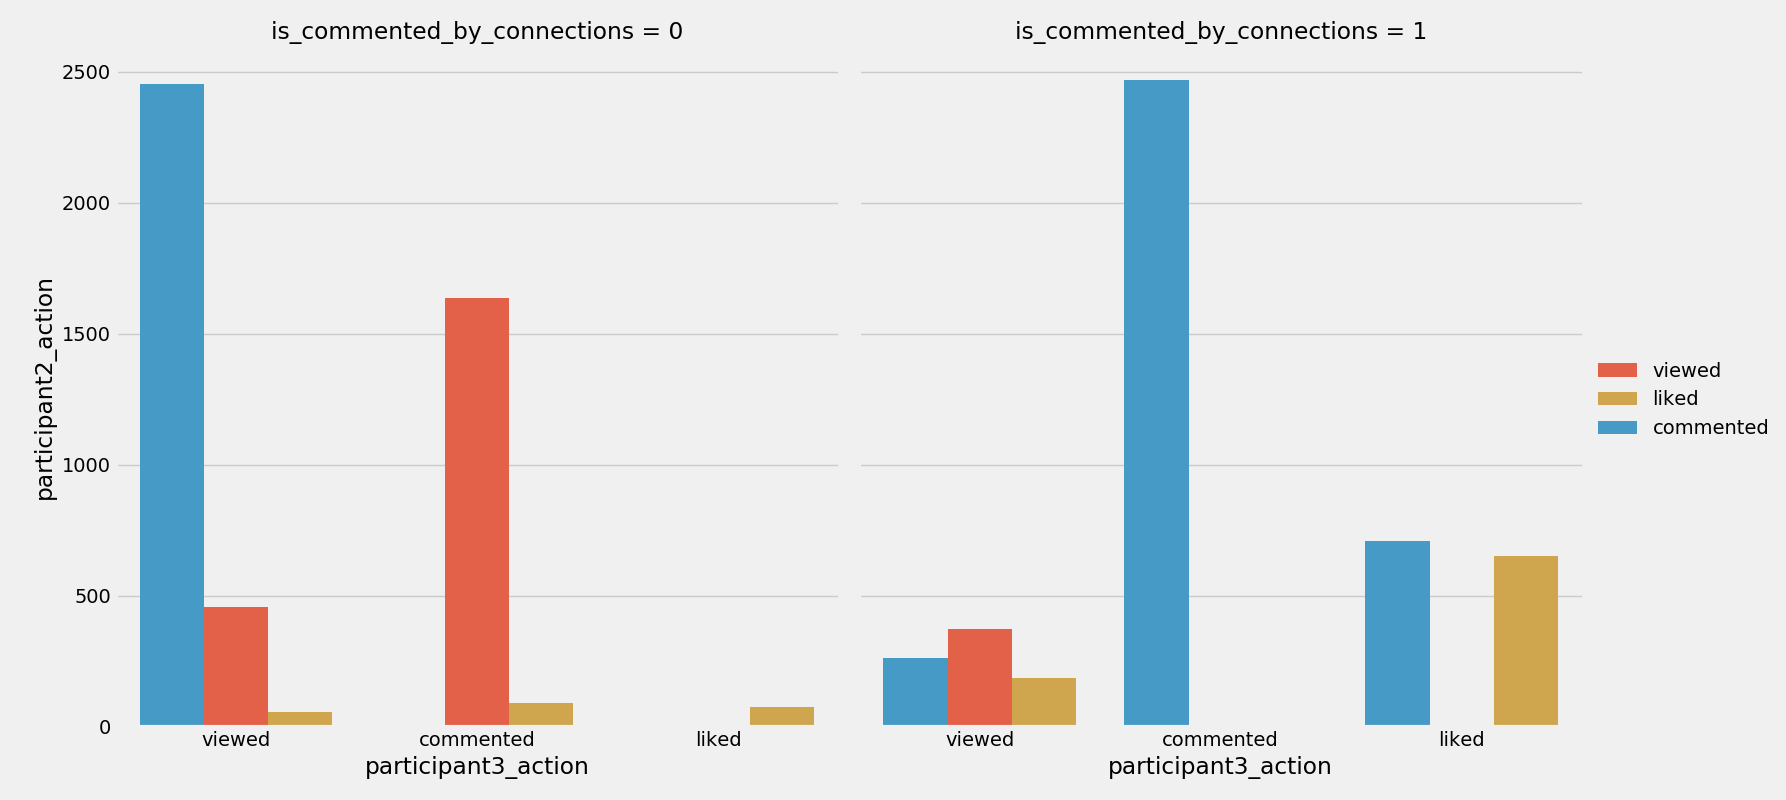 is_commented_by_connections = 0
is_commented_by_connections = 1
participant2_action
2500
2000
1500
1000
500
0
viewed
commented
liked
participant3_action
viewed
commented
liked
participant3_action
viewed
liked
commented